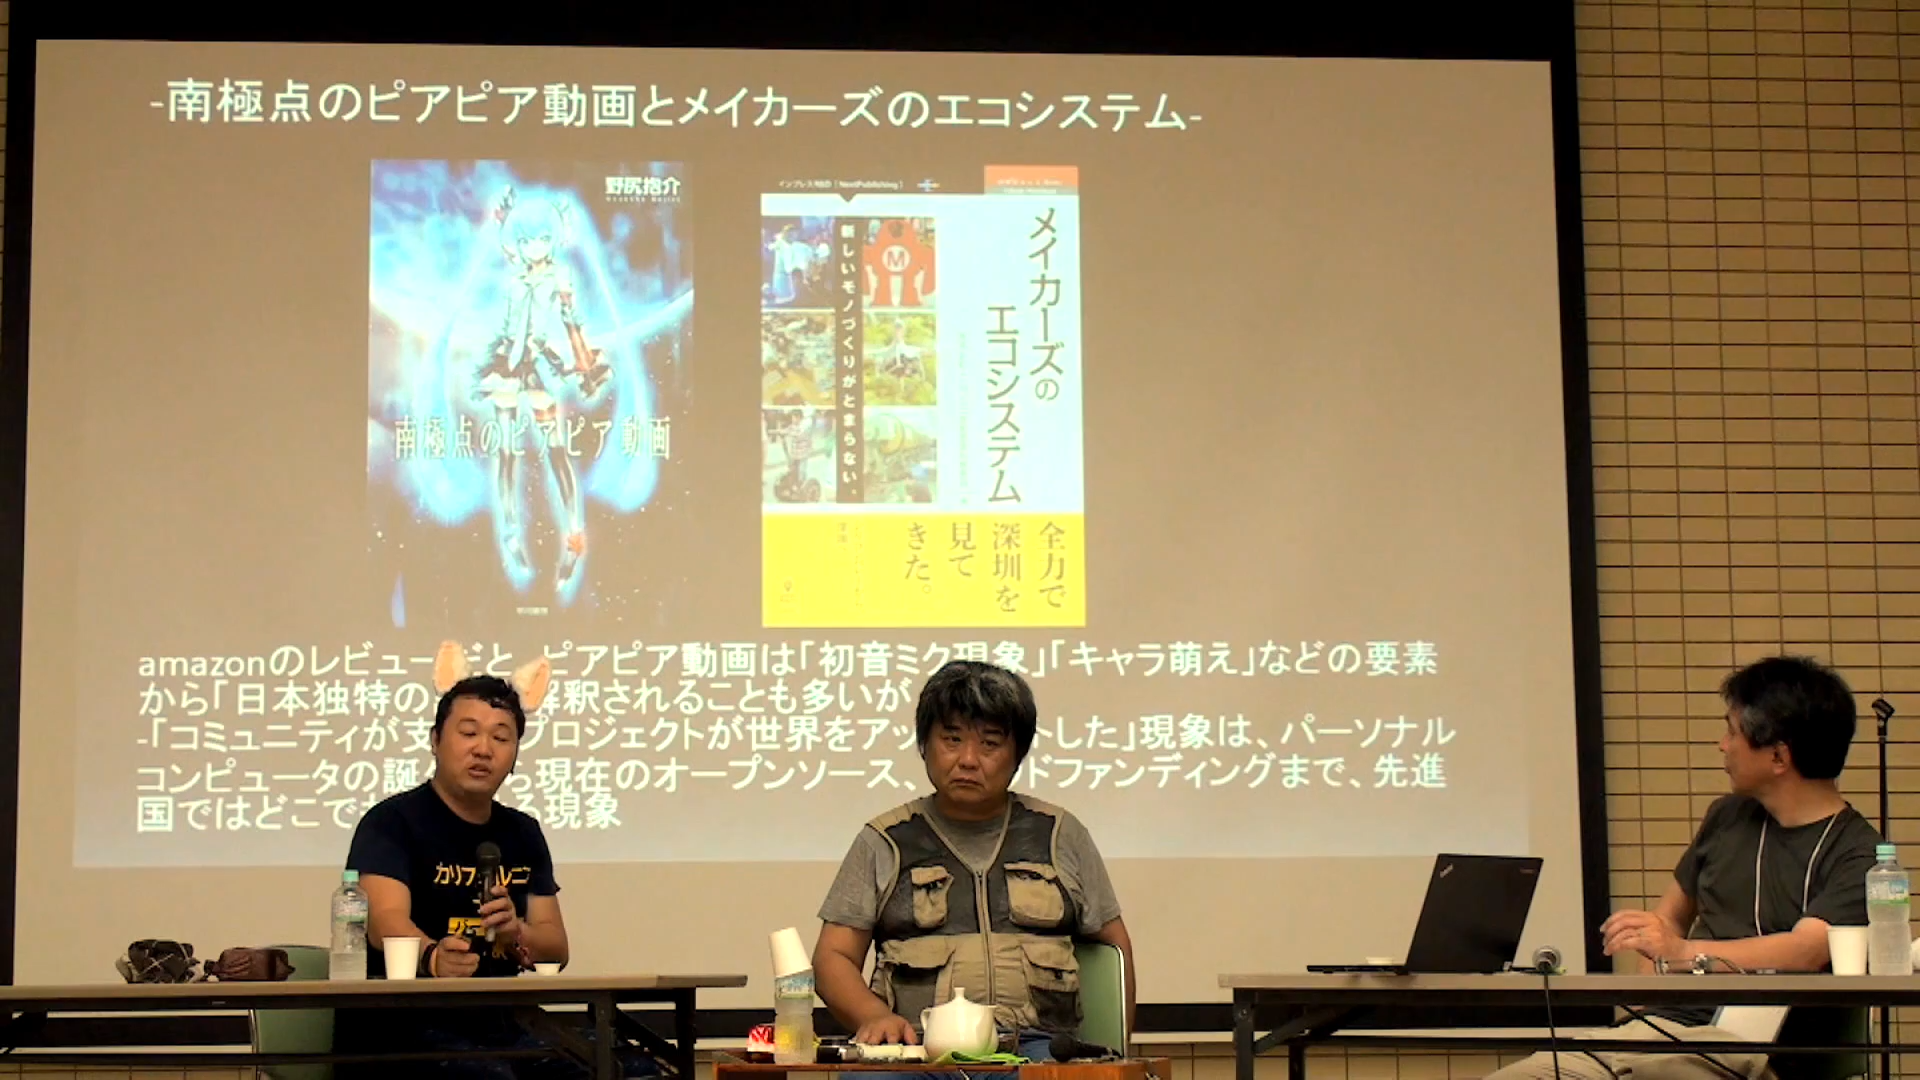 -南極点のピアピア動画とメイカーズのエコシステム-
野尻抱介
南極点のピアピア動画
早川書房
インプレスR&D [NextPublishing]
新しいモノづくりがとまらない。
M
メイカーズの
エコシステム
全力で
深圳を
見て
きた。
amazonのレビュー だと、ピアピア動画は「初音ミク現象」「キャラ萌え」などの要素
から「日本独特の 解釈されることも多いが
-「コミュニティが支 プロジェクトが世界をアッ トした」現象は、パーソナル
コンピュータの誕 ら現在のオープンソース、 ドファンディングまで、先進
国ではどこで る現象
カリフォルニア